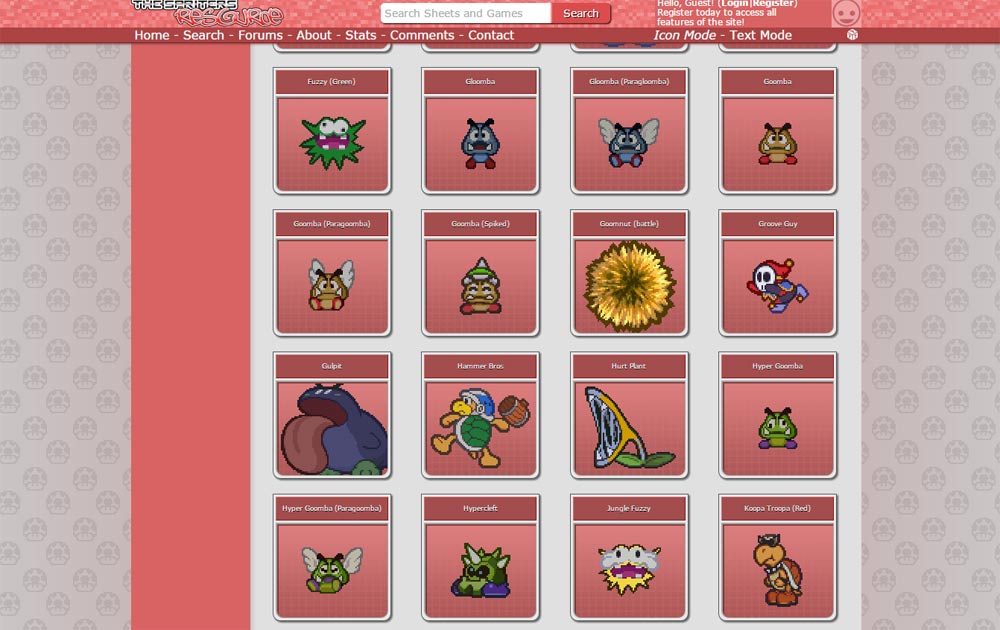 THE SPRITERS
RESOURCE
Search Sheets and Games
Search
Hello, Guest! (Login|Register)
Register today to access all
features of the site!
Home - Search - Forums - About - Stats - Comments - Contact
Icon Mode - Text Mode
Fuzzy (Green)
Gloomba
Gloomba (Paragloomba)
Goomba
Goomba (Paragoomba)
Goomba (Spiked)
Goomnut (battle)
Groove Guy
Gulpit
Hammer Bros
Hurt Plant
Hyper Goomba
Hyper Goomba (Paragoomba)
Hypercleft
Jungle Fuzzy
Koopa Troopa (Red)